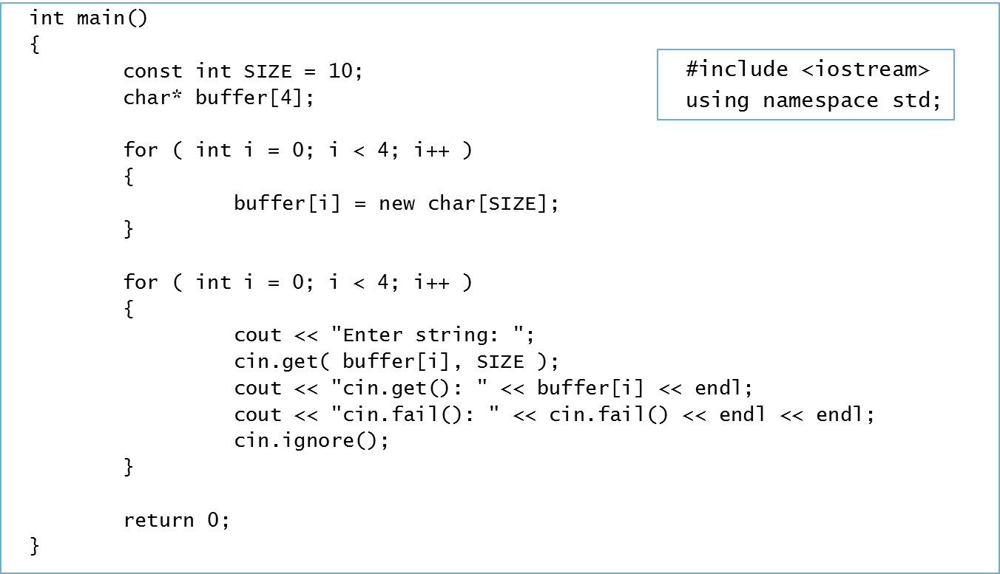 int main()
{
const int SIZE = 10;
char* buffer[4];
for ( int i = 0; i < 4; i++ )
{
buffer[i] = new char[SIZE];
}
for ( int i = 0; i < 4; i++ )
{
cout << "Enter string: ";
cin.get( buffer[i], SIZE );
cout << "cin.get(): " << buffer[i] << endl;
cout << "cin.fail(): " << cin.fail() << endl << endl;
cin.ignore();
}
return 0;
}
#include <iostream>
using namespace std;